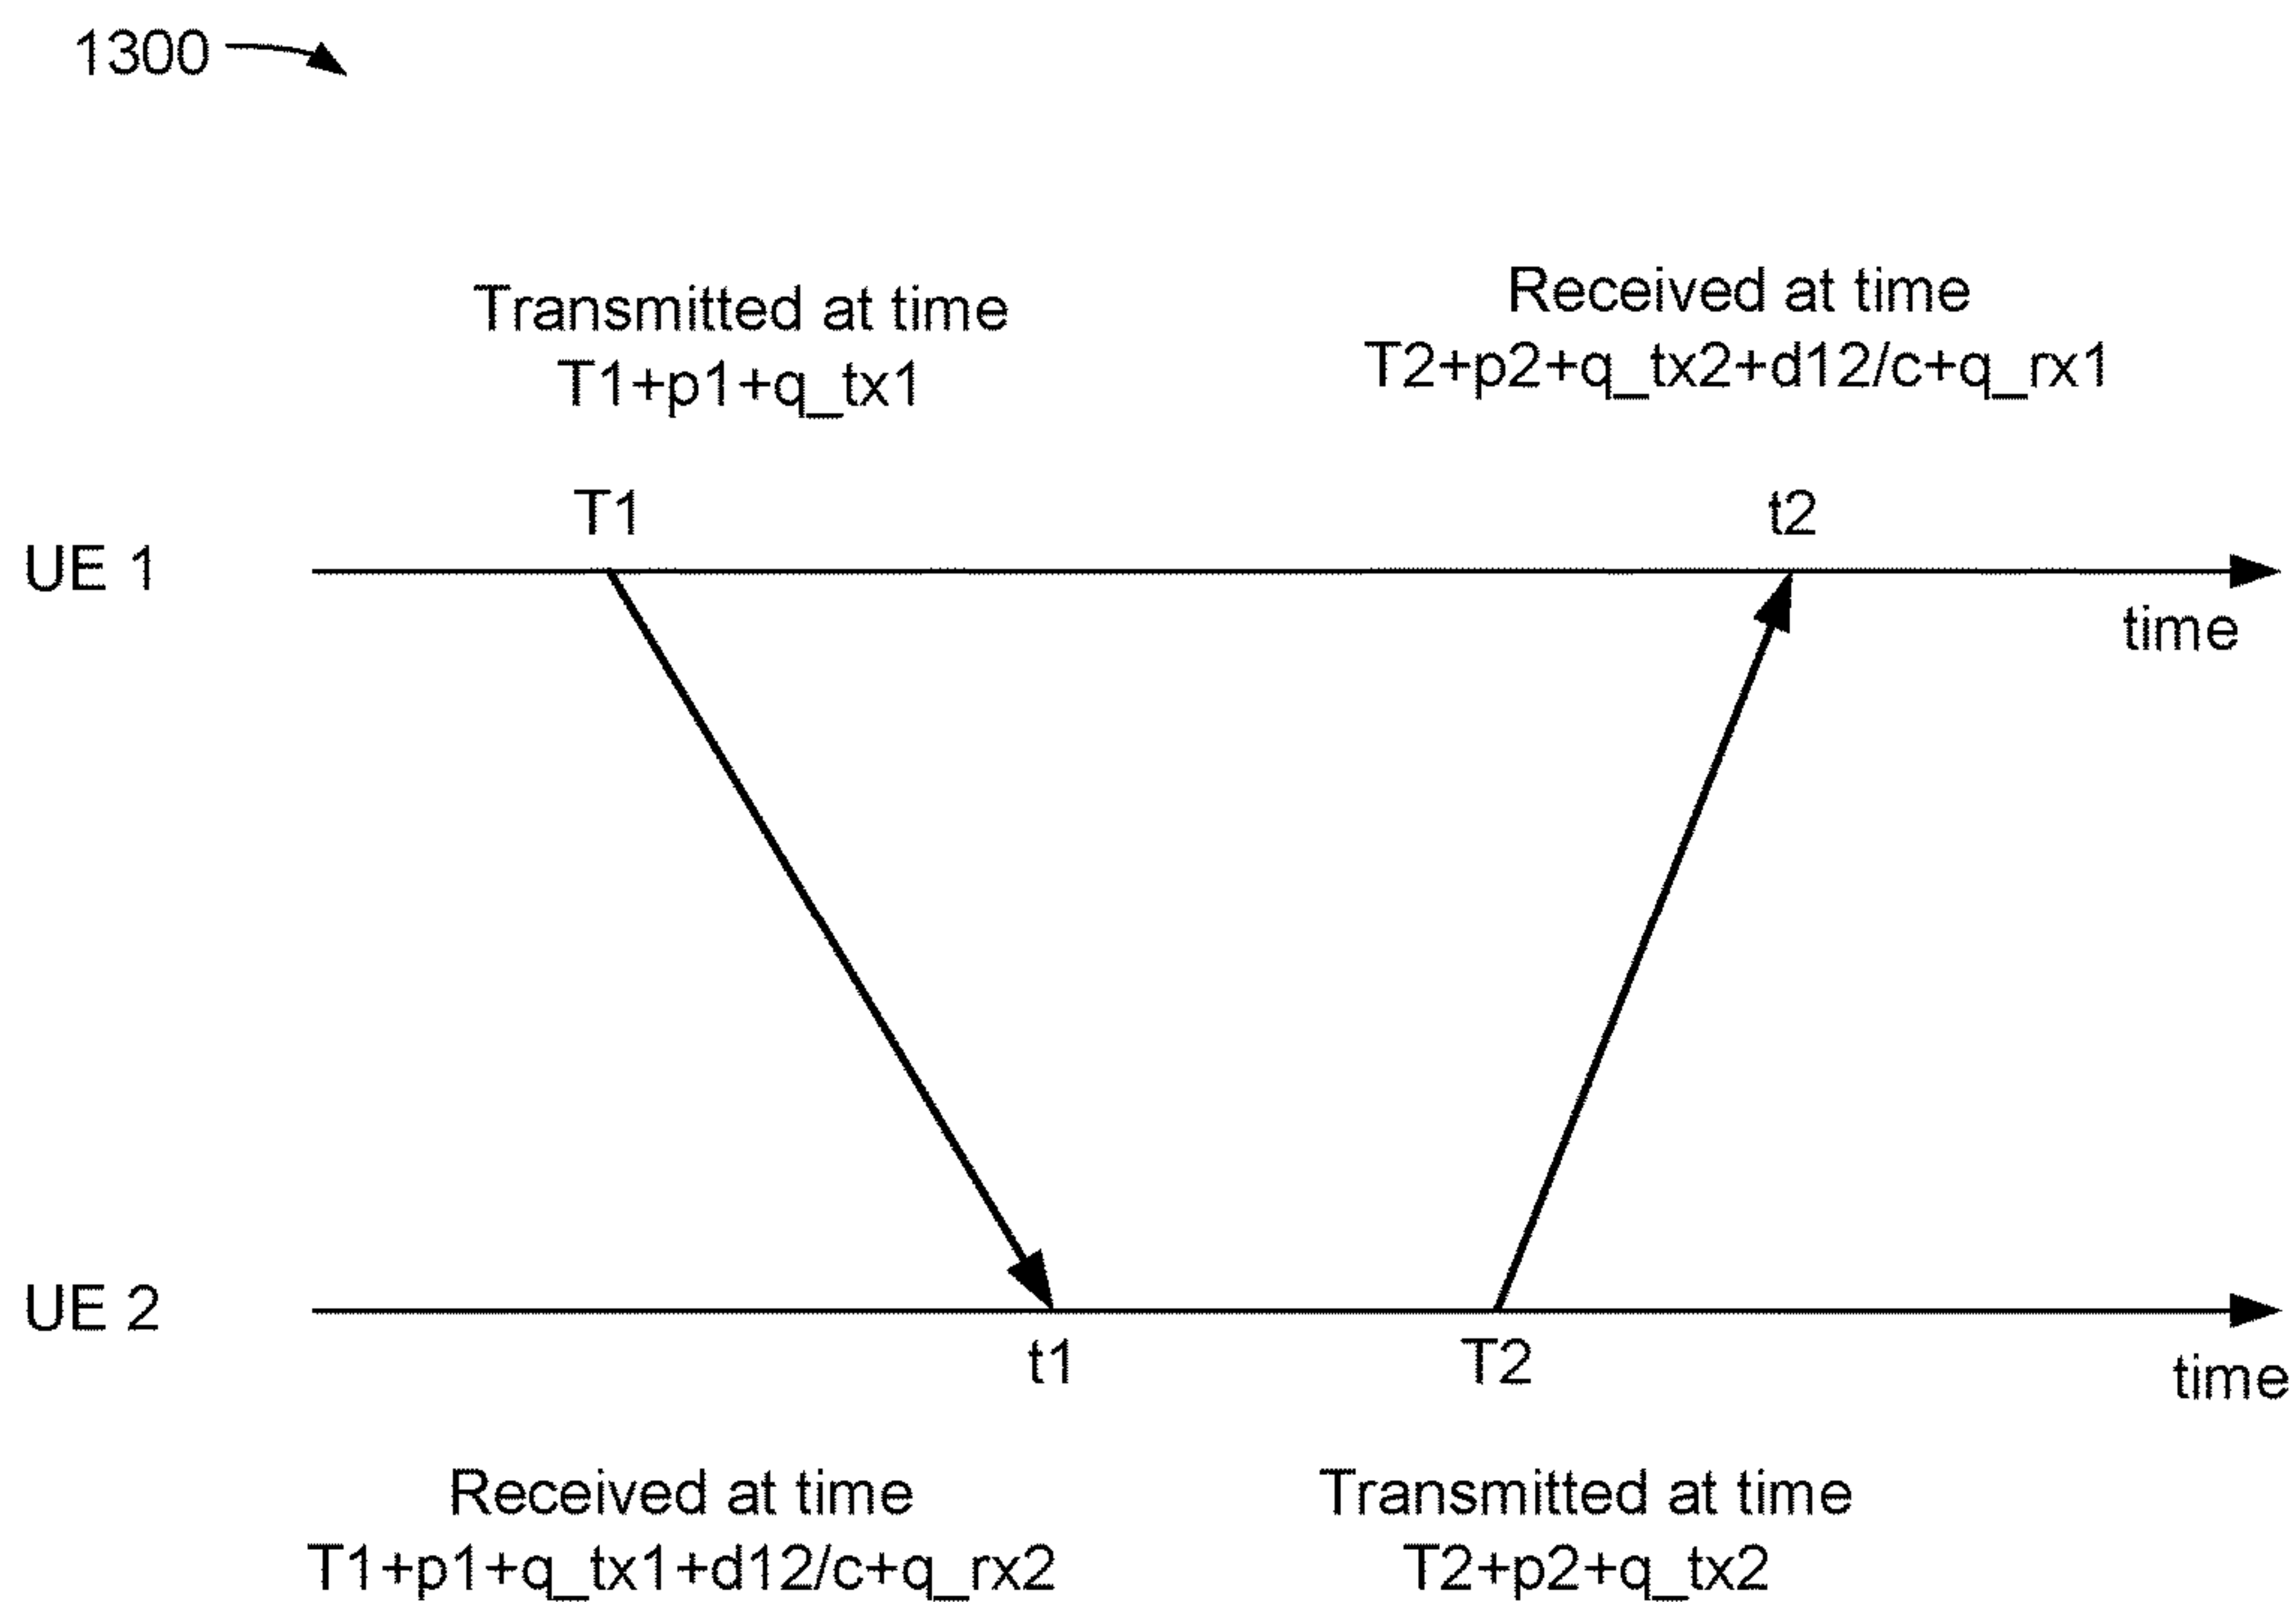 1300
Transmitted at time
T1+p1+q_tx1
Received at time
T2+p2+q_tx2+d12/c+q_rx1
T1
t2
UE 1
time
UE 2
t1
T2
time
Received at time
T1+p1+q_tx1+d12/c+q_rx2
Transmitted at time
T2+p2+q_tx2